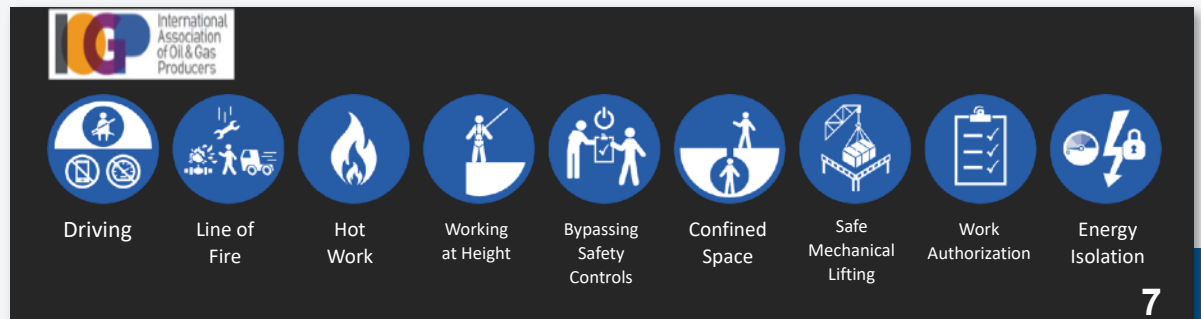 IOGP
International
Association
of Oil & Gas
Producers
Driving
Line of
Fire
Hot
Work
Working
at Height
Bypassing
Safety
Controls
Confined
Space
Safe
Mechanical
Lifting
Work
Authorization
Energy
Isolation
7